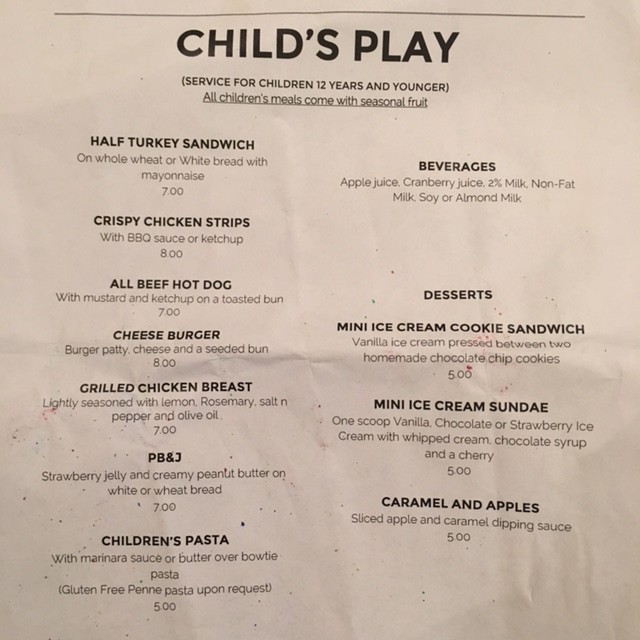 CHILD'S PLAY
(SERVICE FOR CHILDREN 12 YEARS AND YOUNGER)
All children's meals come with seasonal fruit
HALF TURKEY SANDWICH
On whole wheat or White bread with
mayonnaise
7.00
CRISPY CHICKEN STRIPS
With BBQ sauce or ketchup
8.00
ALL BEEF HOT DOG
With mustard and ketchup on a toasted bun
7.00
CHEESE BURGER
Burger patty, cheese and a seeded bun
8.00
GRILLED CHICKEN BREAST
Lightly seasoned with lemon, Rosemary, salt n
pepper and olive oil
7.00
PB&J
Strawberry jelly and creamy peanut butter on
white or wheat bread
7.00
CHILDREN'S PASTA
With marinara sauce or butter over bowtie
pasta
(Gluten Free Penne pasta upon request)
5.00
BEVERAGES
Apple juice, Cranberry juice, 2% Milk, Non-Fat
Milk, Soy or Almond Milk
DESSERTS
MINI ICE CREAM COOKIE SANDWICH
Vanilla ice cream pressed between two
homemade chocolate chip cookies
5.00
MINI ICE CREAM SUNDAE
One scoop Vanilla, Chocolate or Strawberry Ice
Cream with whipped cream, chocolate syrup
and a cherry
5.00
CARAMEL AND APPLES
Sliced apple and caramel dipping sauce
5.00